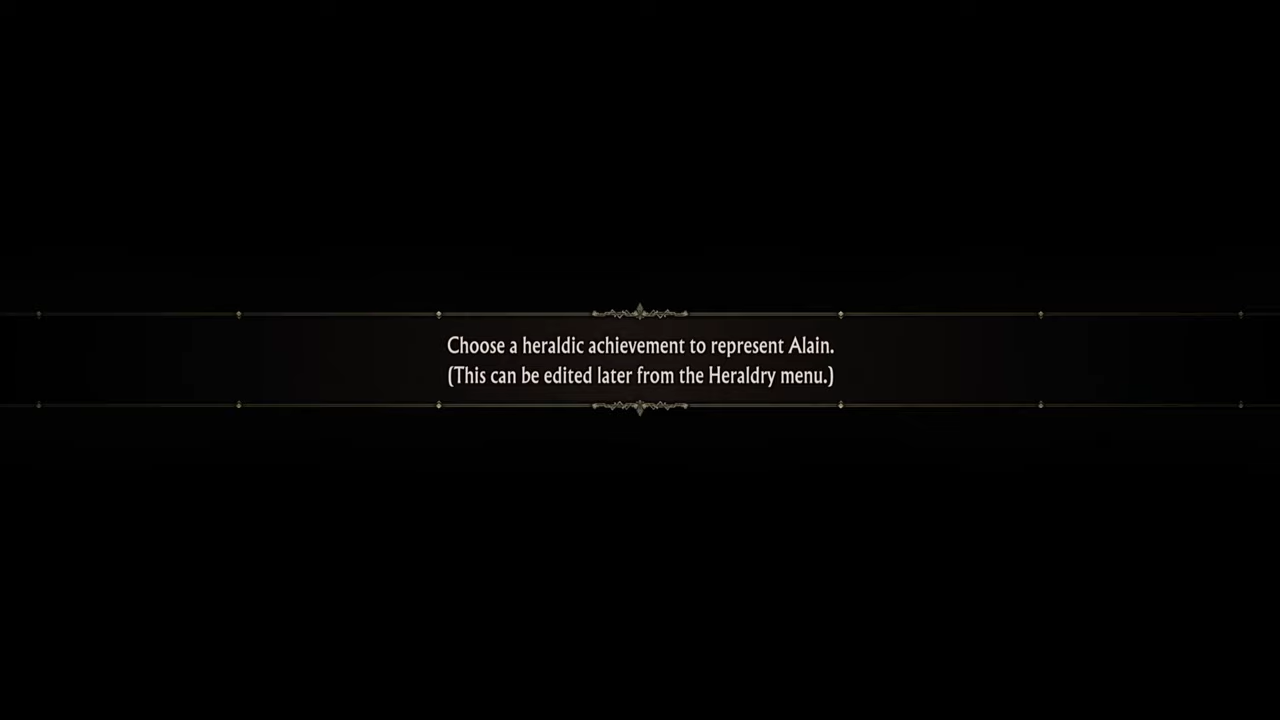 Choose a heraldic achievement to represent Alain.
(This can be edited later from the Heraldry menu.)